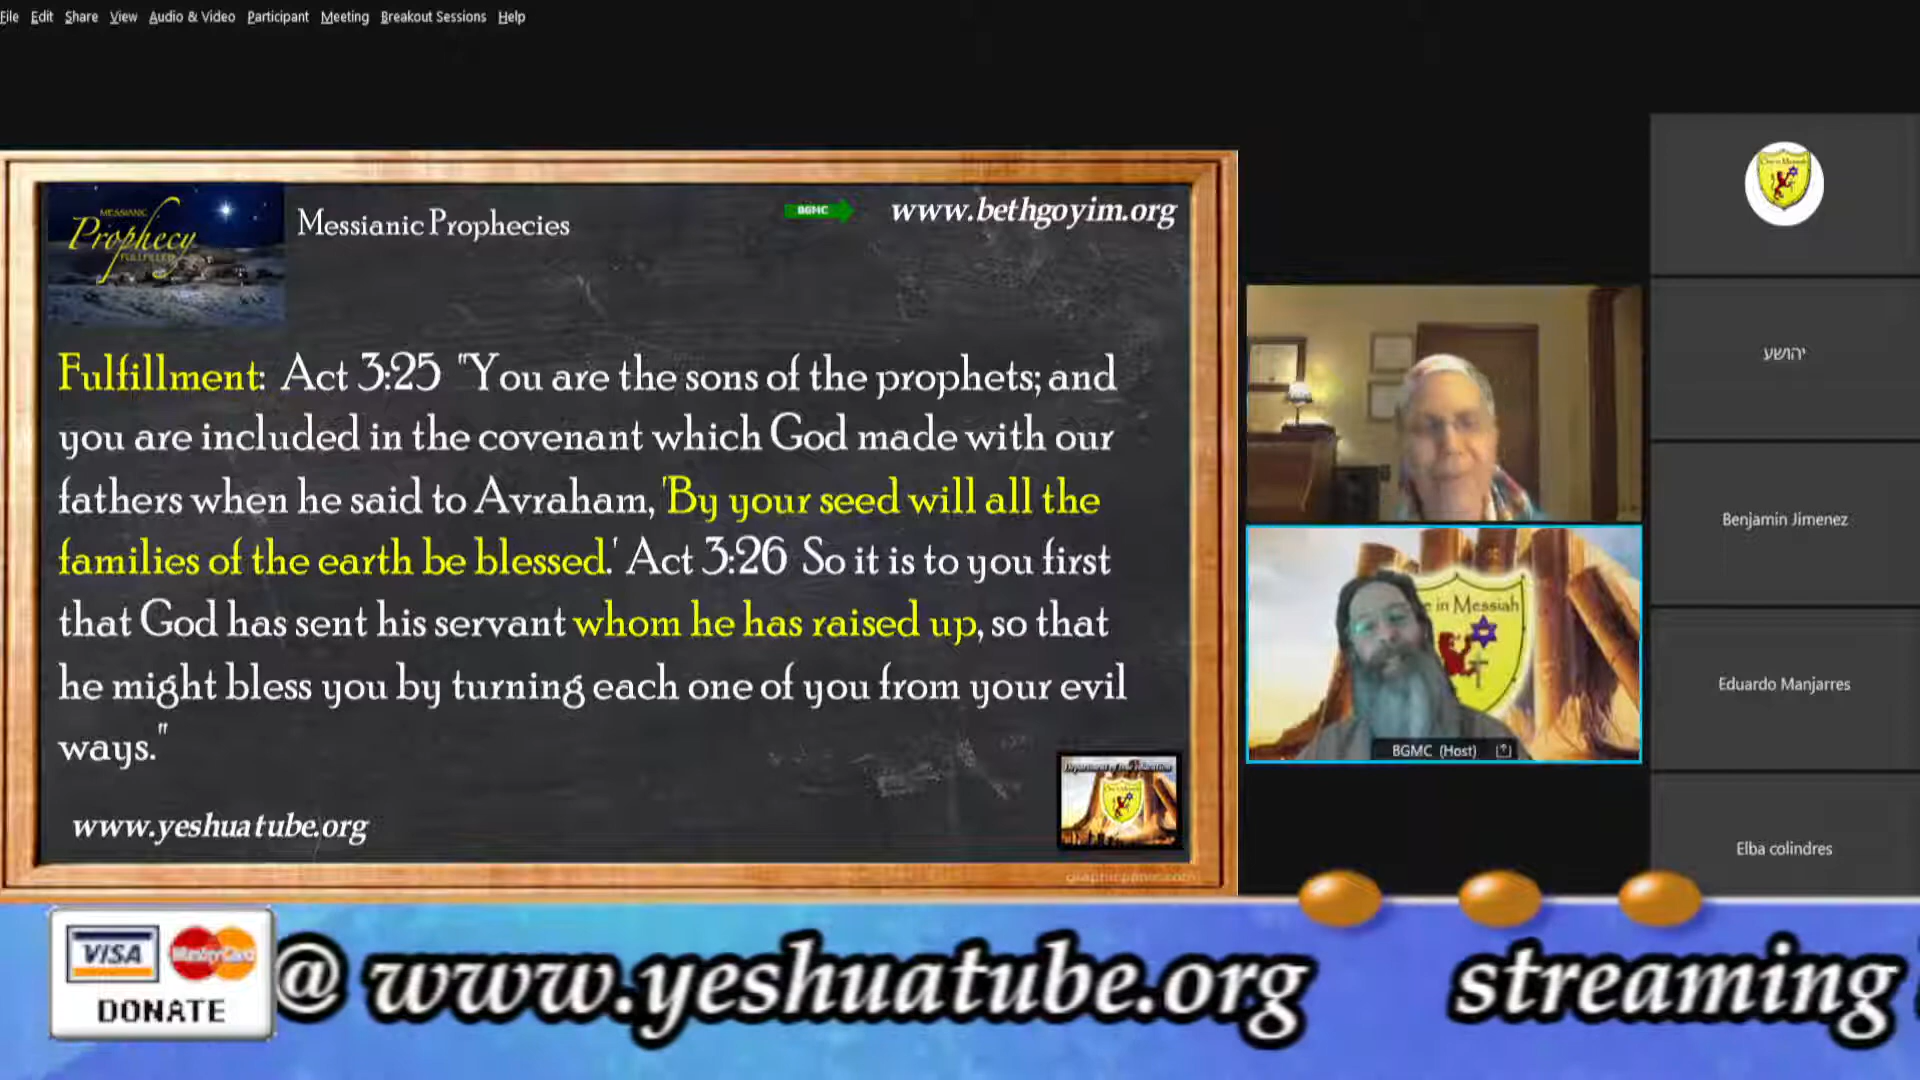 File Edit Share View Audio & Video Participant Meeting Breakout Sessions Help
MESSIANIC
Prophecy
FULFILLED
Messianic Prophecies
BGMC
www.bethgoyim.org
Fulfillment: Act 3:25 "You are the sons of the prophets; and
you are included in the covenant which God made with our
fathers when he said to Avraham, 'By your seed will all the
families of the earth be blessed.' Act 3:26 So it is to you first
that God has sent his servant whom he has raised up, so that
he might bless you by turning each one of you from your evil
ways."
www.yeshuatube.org
One in Messiah
יהושע
Benjamin Jimenez
Eduardo Manjarres
Elba colindres
e in Messiah
BGMC (Host)
VISA
MasterCard
DONATE
@ www.yeshuatube.org streaming